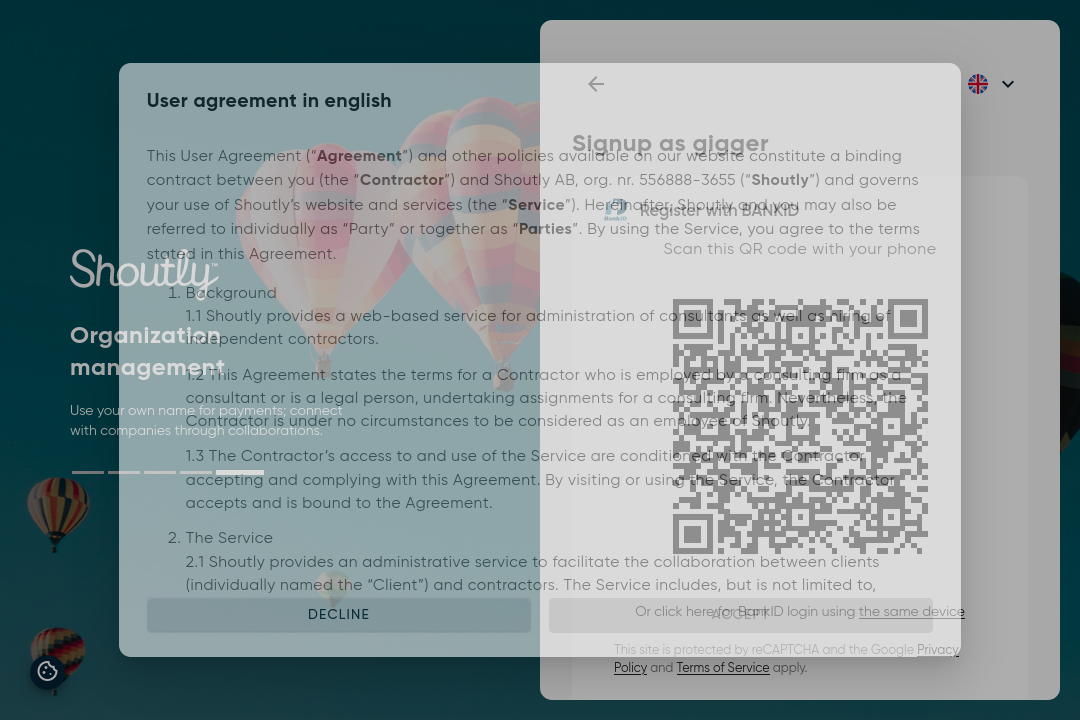 User agreement in english
This User Agreement (“Agreement”) and other policies available on our website constitute a binding
contract between you (the “Contractor”) and Shoutly AB, org. nr. 556888-3655 (“Shoutly”) and governs
your use of Shoutly’s website and services (the “Service”). Hereinafter, Shoutly and you may also be
referred to individually as “Party” or together as “Parties”. By using the Service, you agree to the terms
stated in this Agreement.
1. Background
1.1 Shoutly provides a web-based service for administration of consultants as well as hiring of
independent contractors.
1.2 This Agreement states the terms for a Contractor who is employed by a consulting firm as a
consultant or is a legal person, undertaking assignments for a consulting firm. Nevertheless, the
Contractor is under no circumstances to be considered as an employee of Shoutly.
1.3 The Contractor’s access to and use of the Service are conditioned with the Contractor
accepting and complying with this Agreement. By visiting or using the Service, the Contractor
accepts and is bound to the Agreement.
2. The Service
2.1 Shoutly provides an administrative service to facilitate the collaboration between clients
(individually named the “Client”) and contractors. The Service includes, but is not limited to,
DECLINE
ACCEPT
Shoutly™
Organization
management
Use your own name for payments; connect
with companies through collaborations.
Signup as gigger
BankID
Register with BANKID
Scan this QR code with your phone
Or click here for BankID login using the same device
This site is protected by reCAPTCHA and the Google Privacy
Policy and Terms of Service apply.